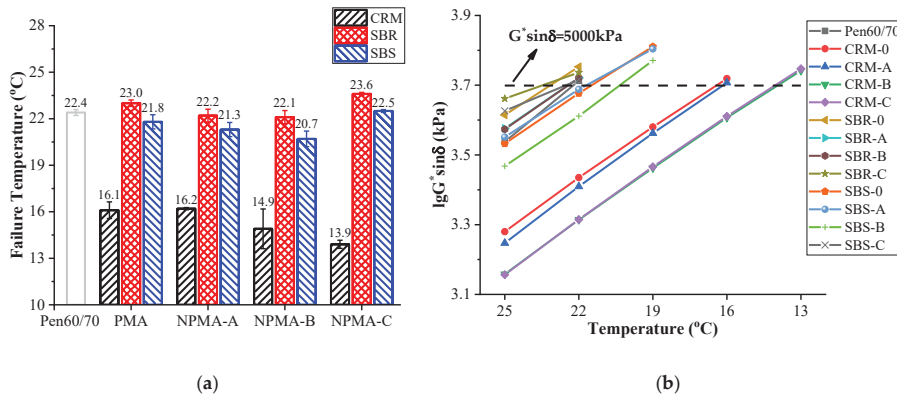 28
25
22
19
16
13
10
Failure Temperature (°C)
CRM
SBR
SBS
22.4
16.1
23.0
21.8
16.2
22.2
21.3
14.9
22.1
20.7
13.9
23.6
22.5
Pen60/70 PMA NPMA-A NPMA-B NPMA-C
(a)
3.9
3.7
3.5
3.3
3.1
lgG*sinδ (kPa)
G*sinδ=5000kPa
25 22 19 16 13
Temperature (°C)
Pen60/70
CRM-0
CRM-A
CRM-B
CRM-C
SBR-0
SBR-A
SBR-B
SBR-C
SBS-0
SBS-A
SBS-B
SBS-C
(b)